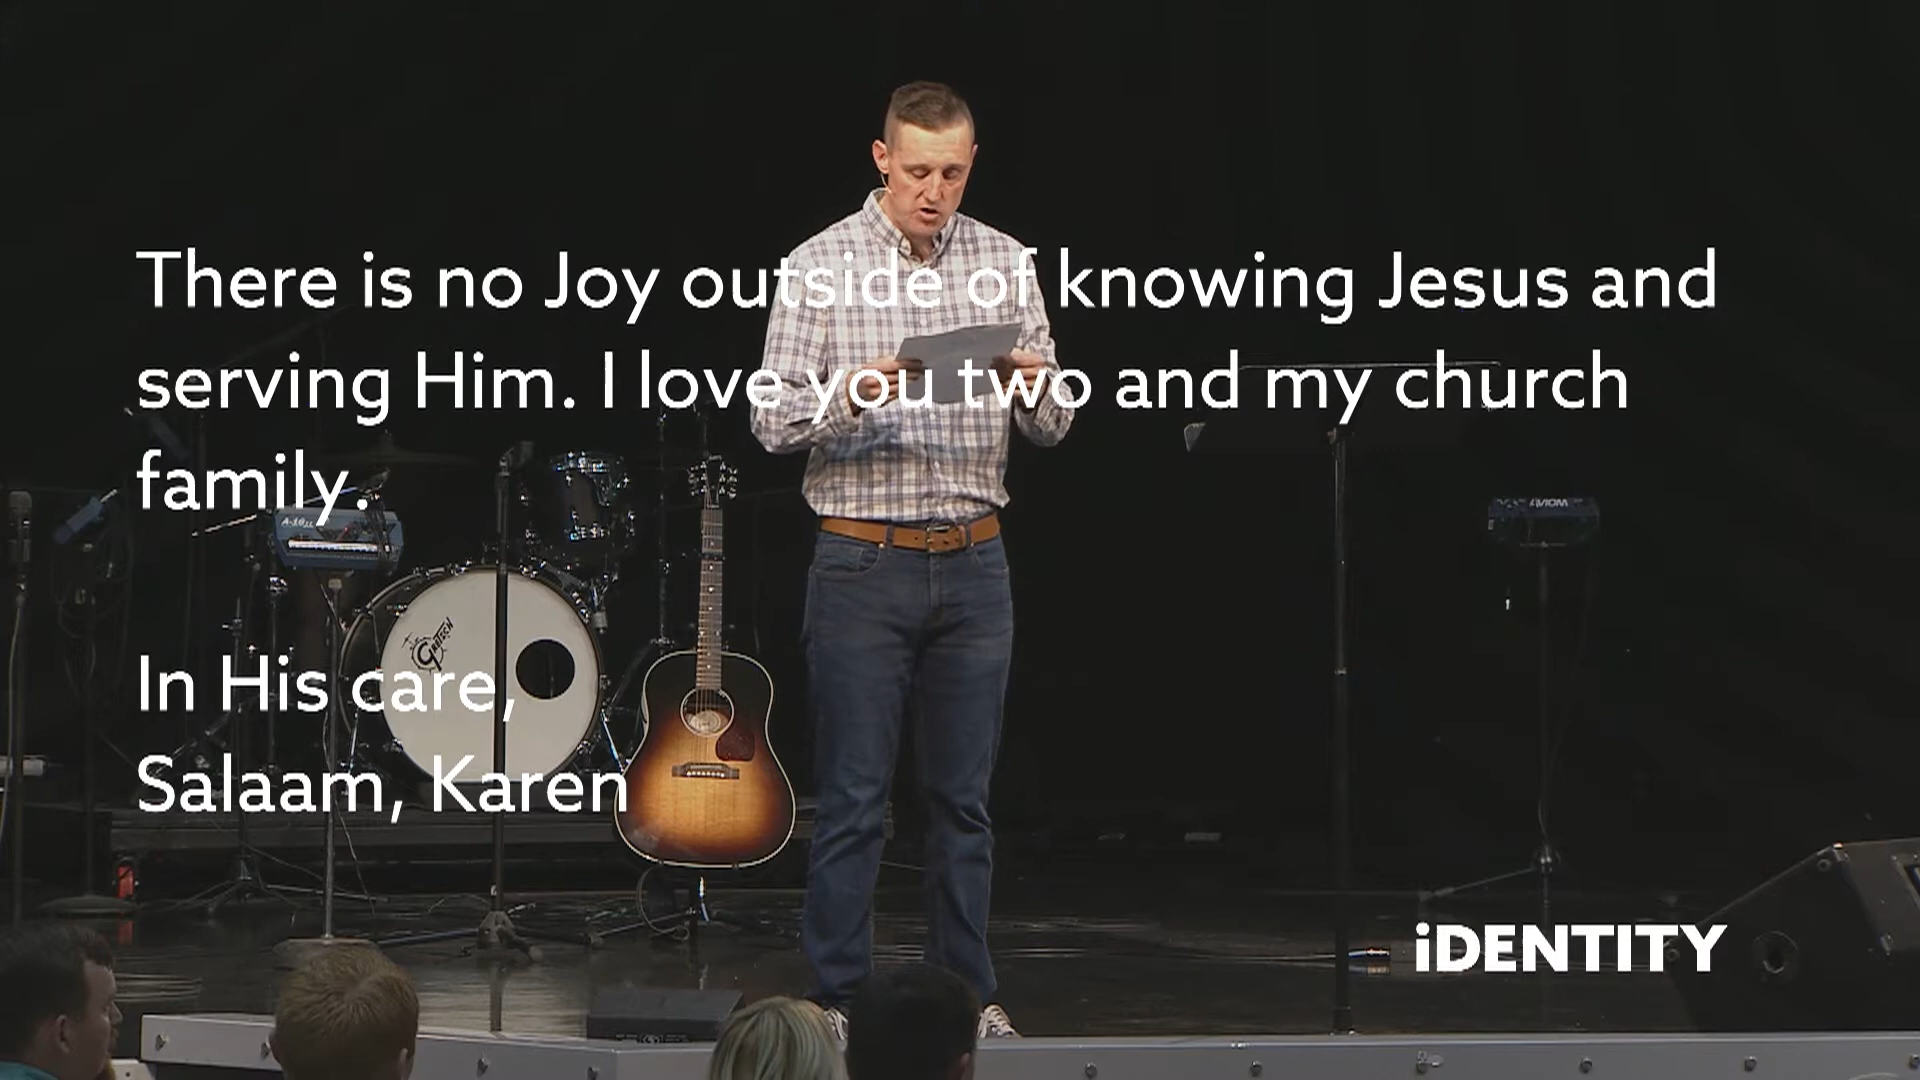 There is no Joy outside of knowing Jesus and
serving Him. I love you two and my church
family.
In His care,
Salaam, Karen
GRETSCH
iDENTITY